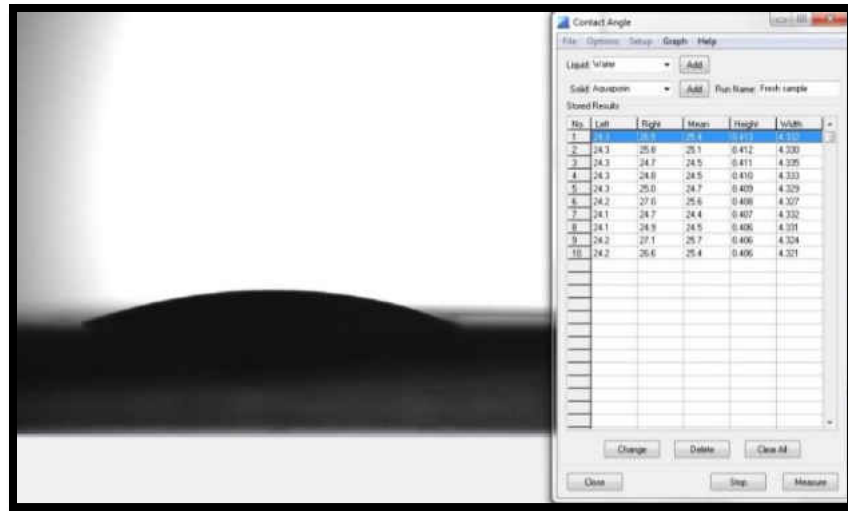 Contact Angle
File Options Setup Graph Help
Liquid Water Add Add
Solid Aquaporin Add Run Name Fresh sample
Stored Results
No. Left Right Mean Height Width
1 24.3 0.413
2 24.3 25.8 25.1 0.412 4.330
3 24.3 24.7 24.5 0.411 4.335
4 24.3 24.8 24.5 0.410 4.333
5 24.3 25.0 24.7 0.409 4.329
6 24.2 27.0 25.6 0.408 4.327
7 24.1 24.7 24.4 0.407 4.332
8 24.1 24.9 24.5 0.406 4.331
9 24.2 27.1 25.7 0.406 4.324
10 24.2 26.6 25.4 0.406 4.321
Change Delete Clear All
Close Stop Measure